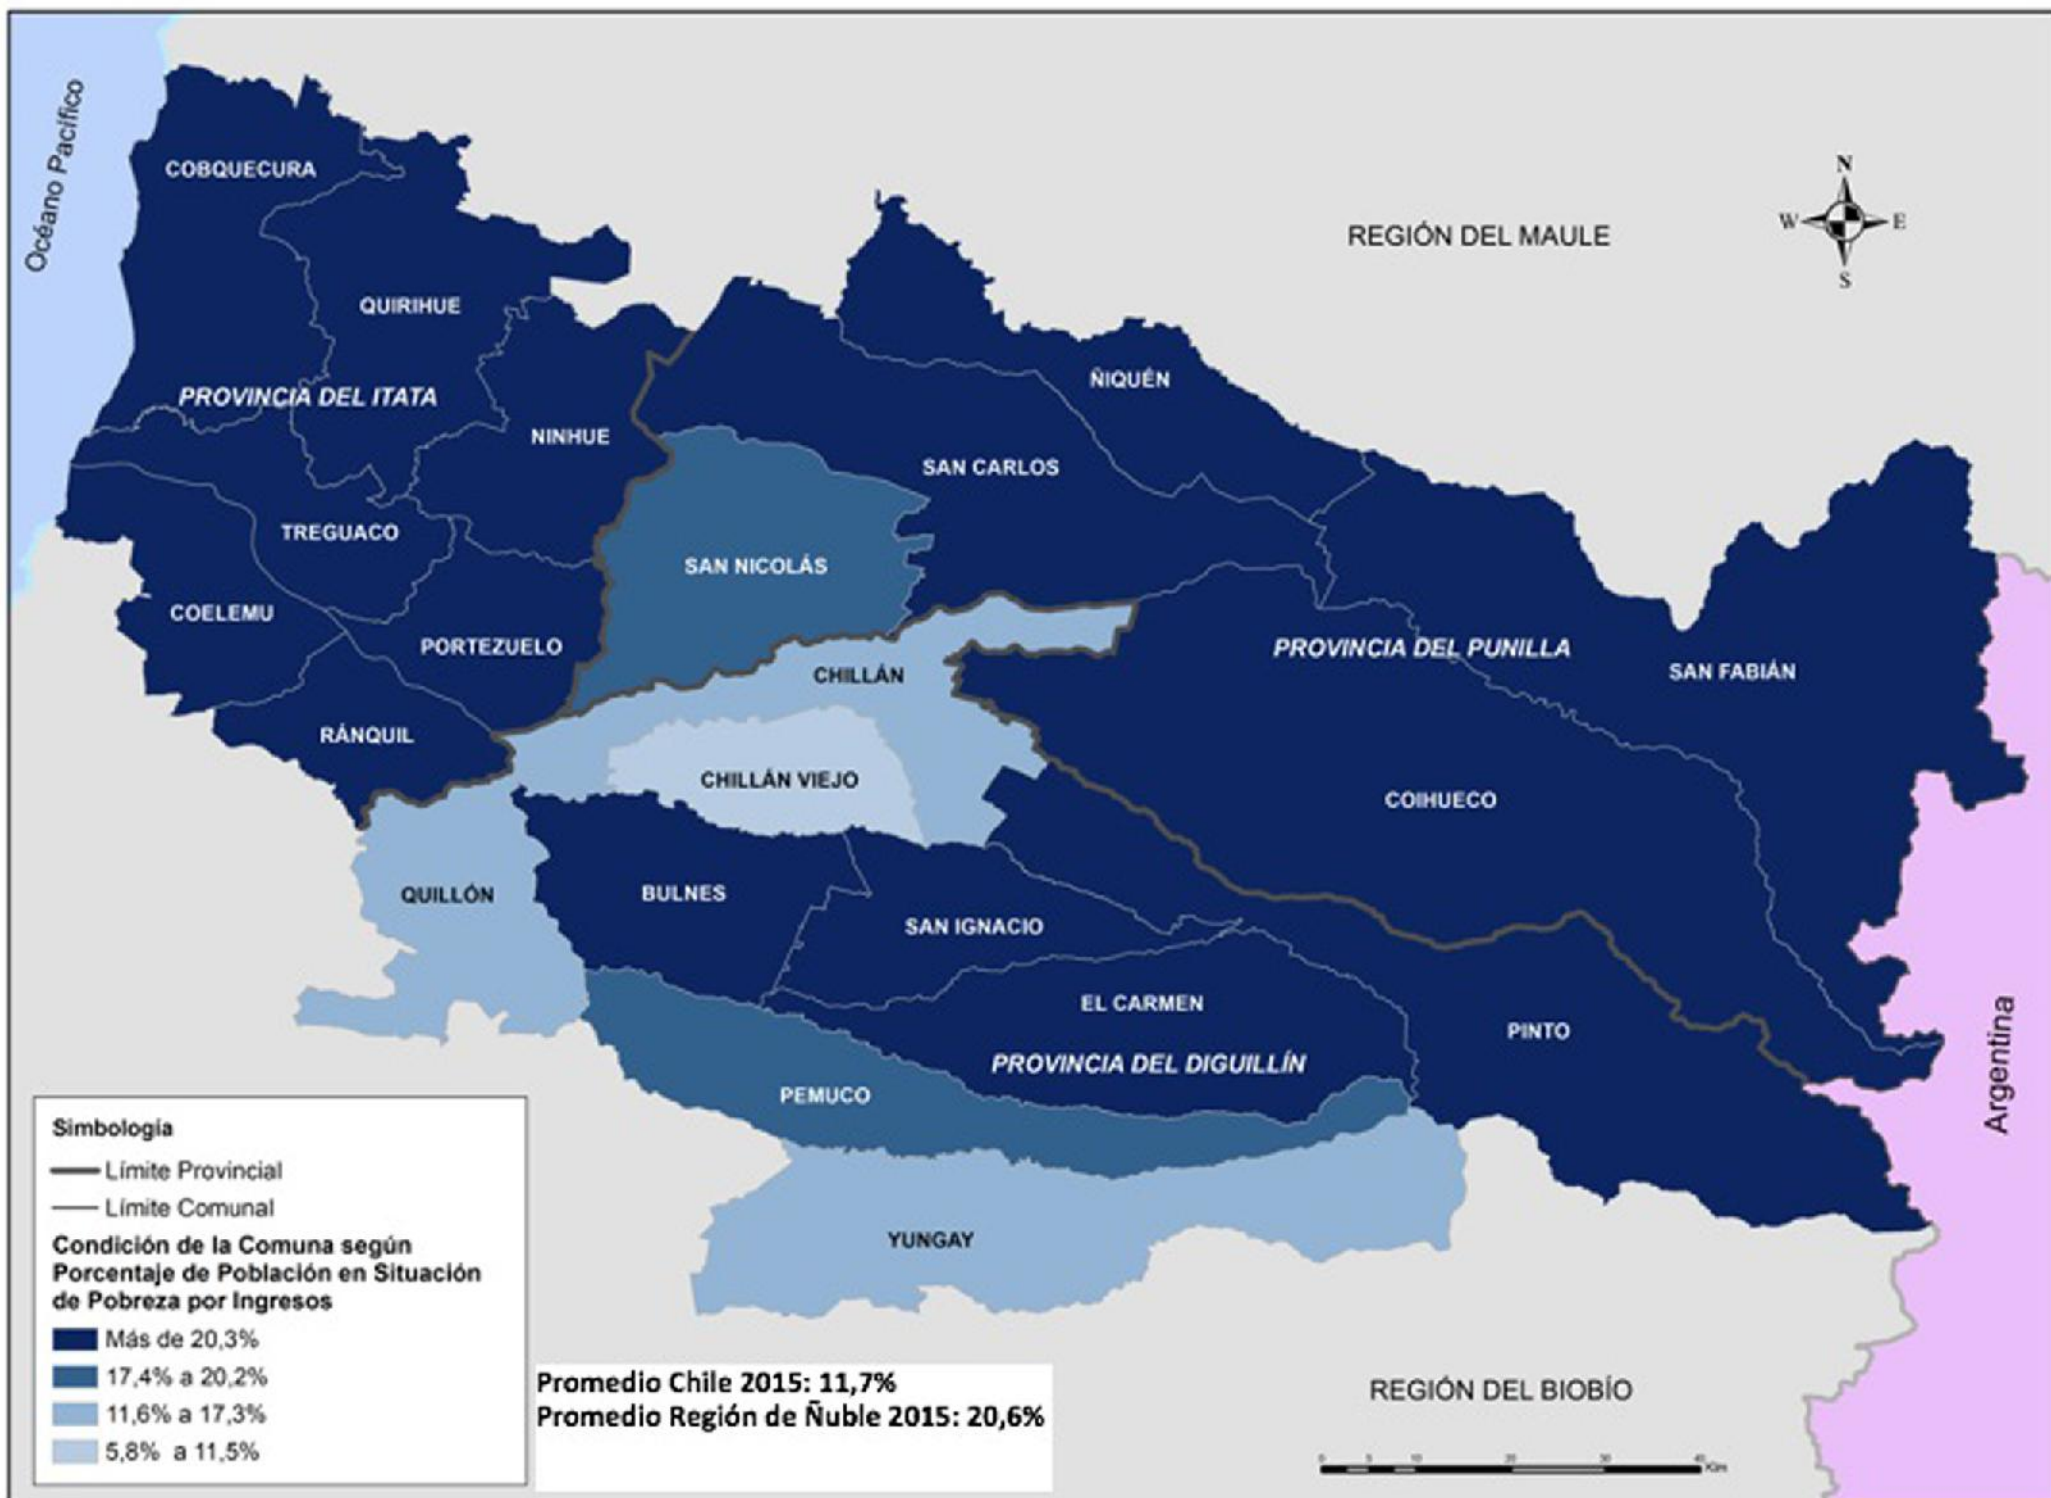 Océano Pacífico
COBQUECURA
N
W
E
S
REGIÓN DEL MAULE
QUIRIHUE
ÑIQUÉN
PROVINCIA DEL ITATA
NINHUE
SAN CARLOS
TREGUACO
SAN NICOLÁS
COELEMU
PORTEZUELO
PROVINCIA DEL PUNILLA
SAN FABIÁN
CHILLÁN
RÁNQUIL
CHILLÁN VIEJO
COIHUECO
QUILLÓN
BULNES
SAN IGNACIO
EL CARMEN
PINTO
PROVINCIA DEL DIGUILLÍN
Argentina
PEMUCO
YUNGAY
Simbología
Límite Provincial
Límite Comunal
Condición de la Comuna según
Porcentaje de Población en Situación
de Pobreza por Ingresos
Más de 20,3%
17,4% a 20,2%
11,6% a 17,3%
5,8% a 11,5%
Promedio Chile 2015: 11,7%
Promedio Región de Ñuble 2015: 20,6%
REGIÓN DEL BIOBÍO